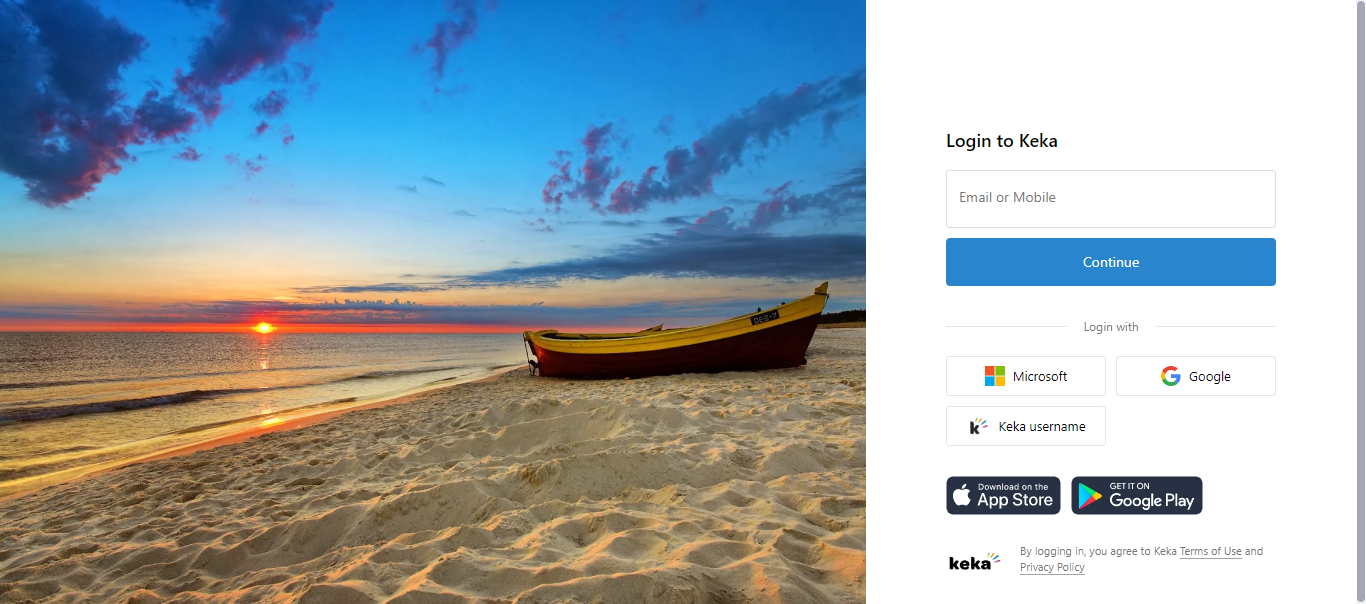 DEB-7
Login to Keka
Email or Mobile
Continue
Login with
Microsoft
Google
Keka username
Download on the
App Store
GET IT ON
Google Play
keka
By logging in, you agree to Keka Terms of Use and
Privacy Policy